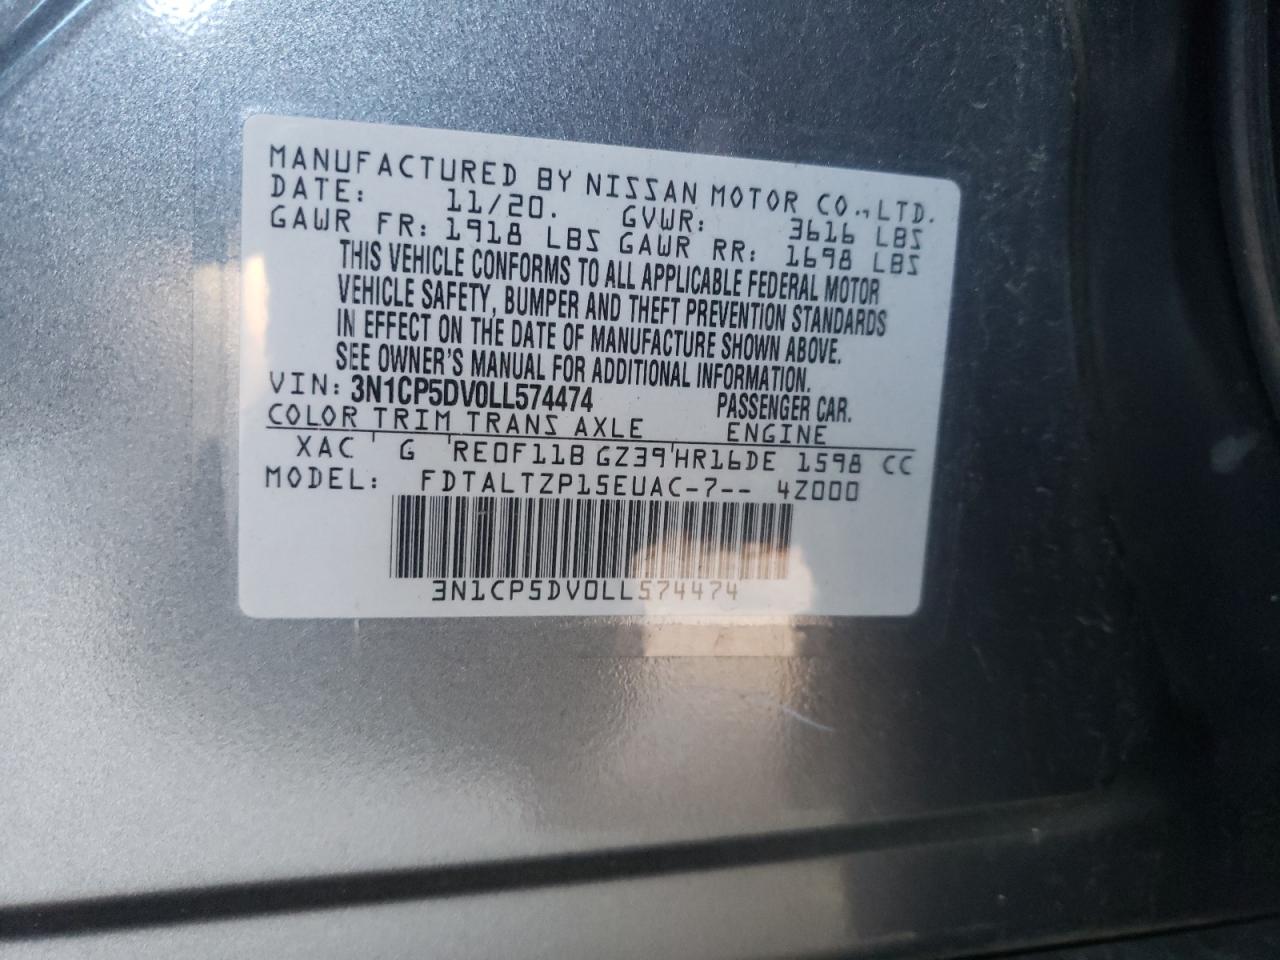 MANUFACTURED BY NISSAN MOTOR CO., LTD.
DATE: 11/20. GVWR: 3616 LBS
GAWR FR: 1918 LBS GAWR RR: 1698 LBS
THIS VEHICLE CONFORMS TO ALL APPLICABLE FEDERAL MOTOR
VEHICLE SAFETY, BUMPER AND THEFT PREVENTION STANDARDS
IN EFFECT ON THE DATE OF MANUFACTURE SHOWN ABOVE.
SEE OWNER'S MANUAL FOR ADDITIONAL INFORMATION.
VIN: 3N1CP5DV0LL574474 PASSENGER CAR.
COLOR TRIM TRANS AXLE ENGINE
XAC ' G 'RE0F11B GZ39'HR16DE 1598 CC
MODEL: FDTALTZP15EUAC-7-- 4Z000
3N1CP5DV0LL574474